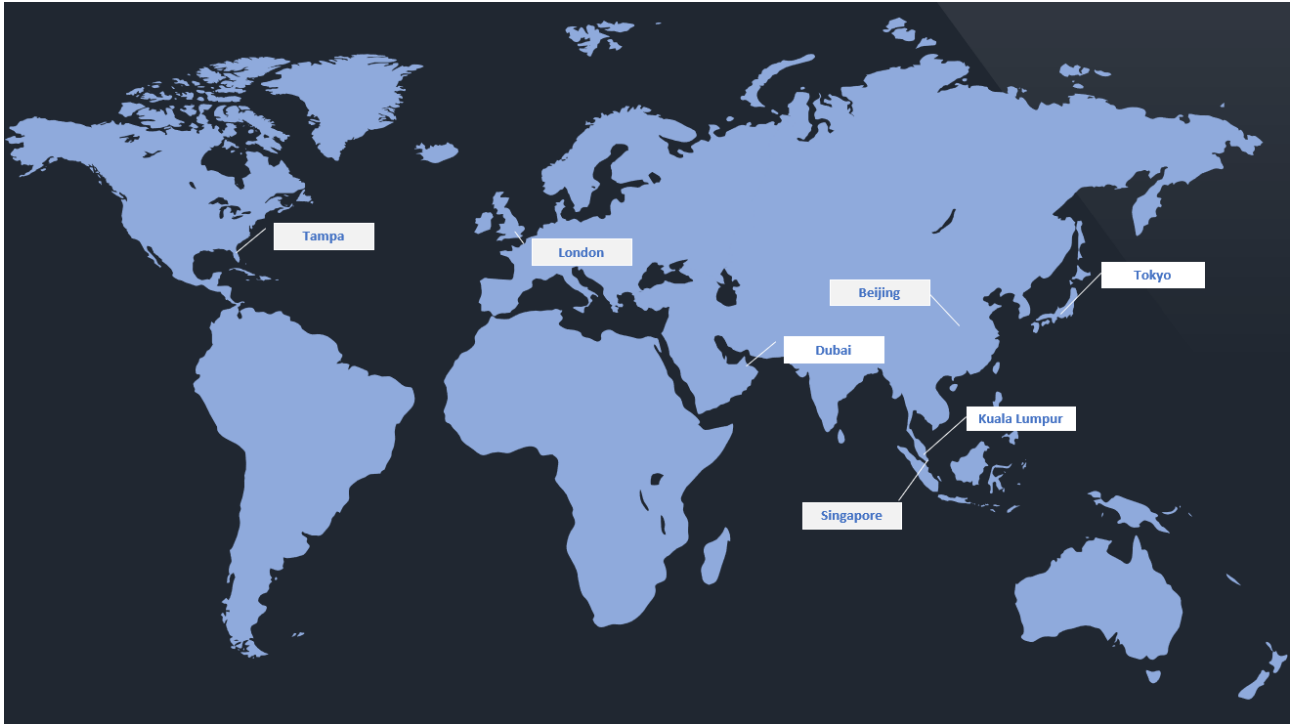 Tampa
London
Tokyo
Beijing
Dubai
Kuala Lumpur
Singapore